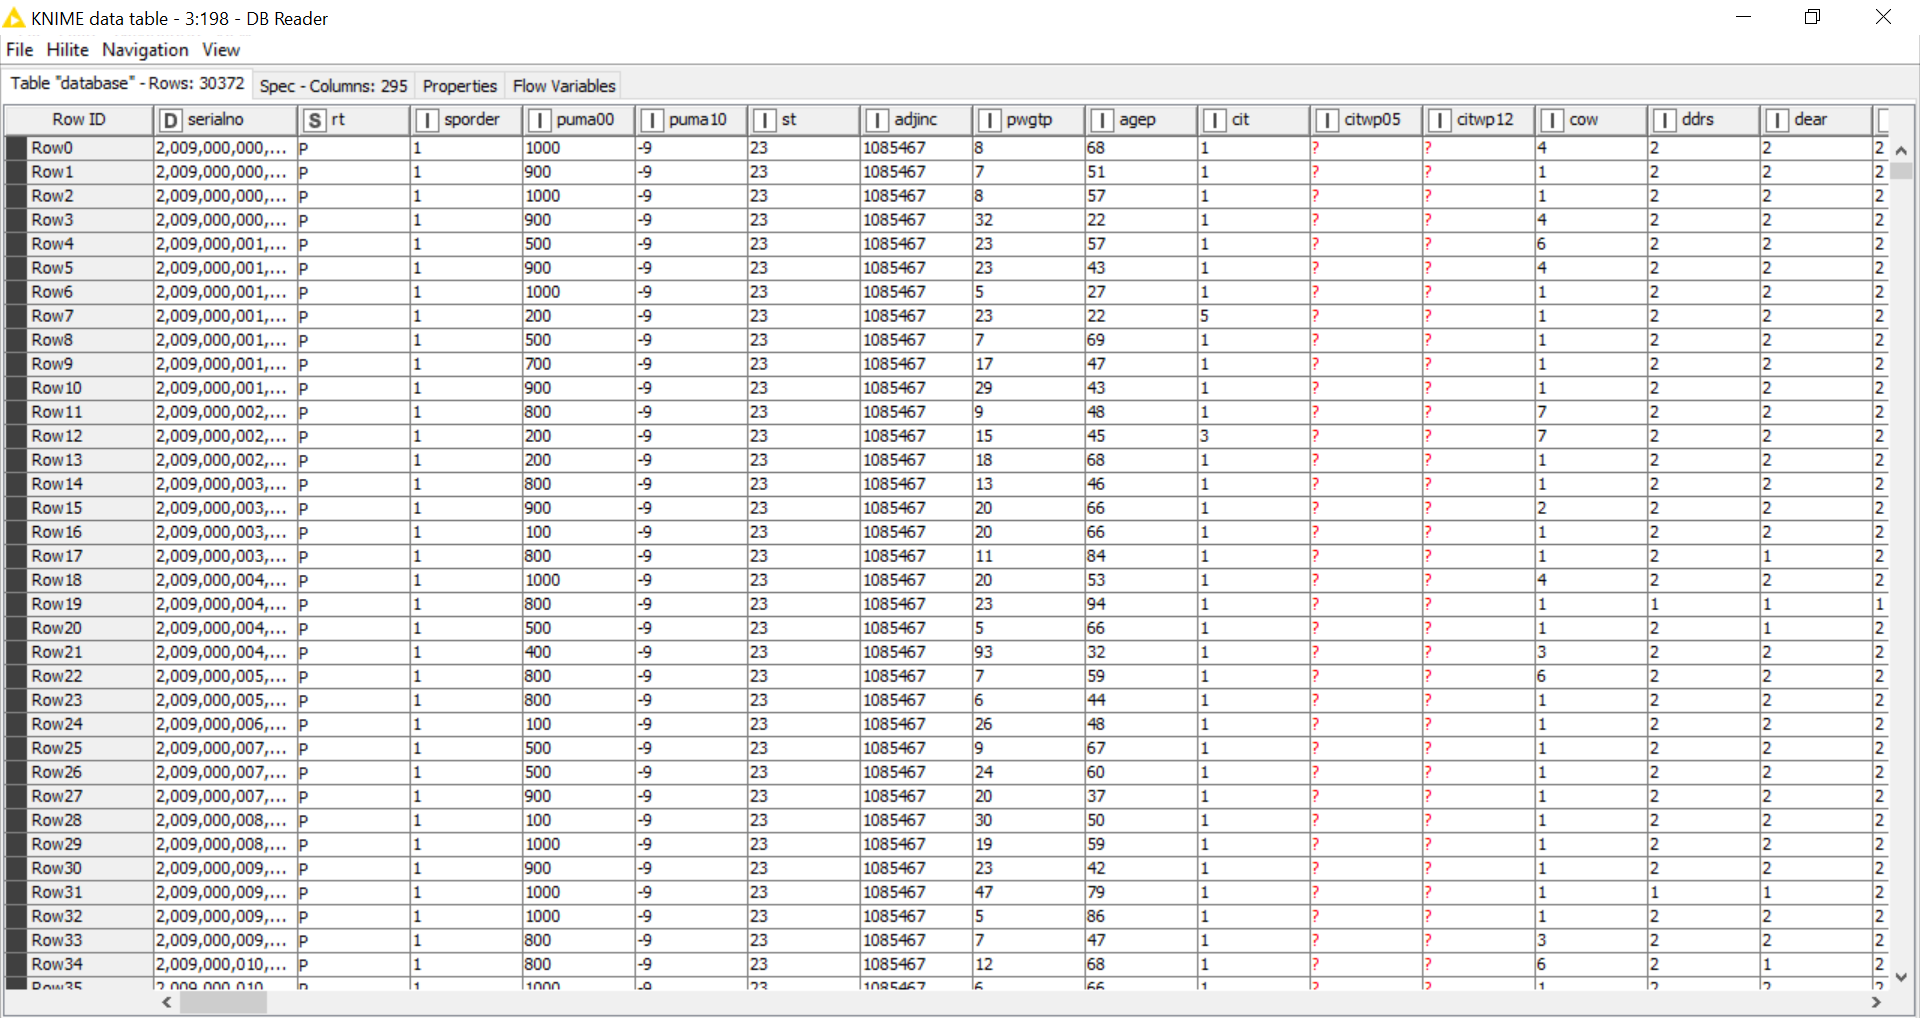 KNIME data table - 3:198 - DB Reader
File Hilite Navigation View
Table "database" - Rows: 30372 Spec - Columns: 295 Properties Flow Variables
Row ID D serialno S rt I sporder I puma00 I puma10 I st I adjinc I pwgtp I agep I cit I citwp05 I citwp12 I cow I ddrs I dear
Row0 2,009,000,000,... P 1 1000 -9 23 1085467 8 68 1 ? ? 4 2 2 2
Row1 2,009,000,000,... P 1 900 -9 23 1085467 7 51 1 ? ? 1 2 2 2
Row2 2,009,000,000,... P 1 1000 -9 23 1085467 8 57 1 ? ? 1 2 2 2
Row3 2,009,000,000,... P 1 900 -9 23 1085467 32 22 1 ? ? 4 2 2 2
Row4 2,009,000,001,... P 1 500 -9 23 1085467 23 57 1 ? ? 6 2 2 2
Row5 2,009,000,001,... P 1 900 -9 23 1085467 23 43 1 ? ? 4 2 2 2
Row6 2,009,000,001,... P 1 1000 -9 23 1085467 5 27 1 ? ? 1 2 2 2
Row7 2,009,000,001,... P 1 200 -9 23 1085467 23 22 5 ? ? 1 2 2 2
Row8 2,009,000,001,... P 1 500 -9 23 1085467 7 69 1 ? ? 1 2 2 2
Row9 2,009,000,001,... P 1 700 -9 23 1085467 17 47 1 ? ? 1 2 2 2
Row10 2,009,000,001,... P 1 900 -9 23 1085467 29 43 1 ? ? 1 2 2 2
Row11 2,009,000,002,... P 1 800 -9 23 1085467 9 48 1 ? ? 7 2 2 2
Row12 2,009,000,002,... P 1 200 -9 23 1085467 15 45 3 ? ? 7 2 2 2
Row13 2,009,000,002,... P 1 200 -9 23 1085467 18 68 1 ? ? 1 2 2 2
Row14 2,009,000,003,... P 1 800 -9 23 1085467 13 46 1 ? ? 1 2 2 2
Row15 2,009,000,003,... P 1 900 -9 23 1085467 20 66 1 ? ? 2 2 2 2
Row16 2,009,000,003,... P 1 100 -9 23 1085467 20 66 1 ? ? 1 2 2 2
Row17 2,009,000,003,... P 1 800 -9 23 1085467 11 84 1 ? ? 1 2 1 2
Row18 2,009,000,004,... P 1 1000 -9 23 1085467 20 53 1 ? ? 4 2 2 2
Row19 2,009,000,004,... P 1 800 -9 23 1085467 23 94 1 ? ? 1 1 1 1
Row20 2,009,000,004,... P 1 500 -9 23 1085467 5 66 1 ? ? 1 2 1 2
Row21 2,009,000,004,... P 1 400 -9 23 1085467 93 32 1 ? ? 3 2 2 2
Row22 2,009,000,005,... P 1 800 -9 23 1085467 7 59 1 ? ? 6 2 2 2
Row23 2,009,000,005,... P 1 800 -9 23 1085467 6 44 1 ? ? 1 2 2 2
Row24 2,009,000,006,... P 1 100 -9 23 1085467 26 48 1 ? ? 1 2 2 2
Row25 2,009,000,007,... P 1 500 -9 23 1085467 9 67 1 ? ? 1 2 2 2
Row26 2,009,000,007,... P 1 500 -9 23 1085467 24 60 1 ? ? 1 2 2 2
Row27 2,009,000,007,... P 1 900 -9 23 1085467 20 37 1 ? ? 1 2 2 2
Row28 2,009,000,008,... P 1 100 -9 23 1085467 30 50 1 ? ? 1 2 2 2
Row29 2,009,000,008,... P 1 1000 -9 23 1085467 19 59 1 ? ? 1 2 2 2
Row30 2,009,000,009,... P 1 900 -9 23 1085467 23 42 1 ? ? 1 2 2 2
Row31 2,009,000,009,... P 1 1000 -9 23 1085467 47 79 1 ? ? 1 1 1 2
Row32 2,009,000,009,... P 1 1000 -9 23 1085467 5 86 1 ? ? 1 2 2 2
Row33 2,009,000,009,... P 1 800 -9 23 1085467 7 47 1 ? ? 3 2 2 2
Row34 2,009,000,010,... P 1 800 -9 23 1085467 12 68 1 ? ? 6 2 1 2
Row35 2,009,000,010,... P 1 1000 -9 23 1085467 6 66 1 ? ? 1 2 2 2